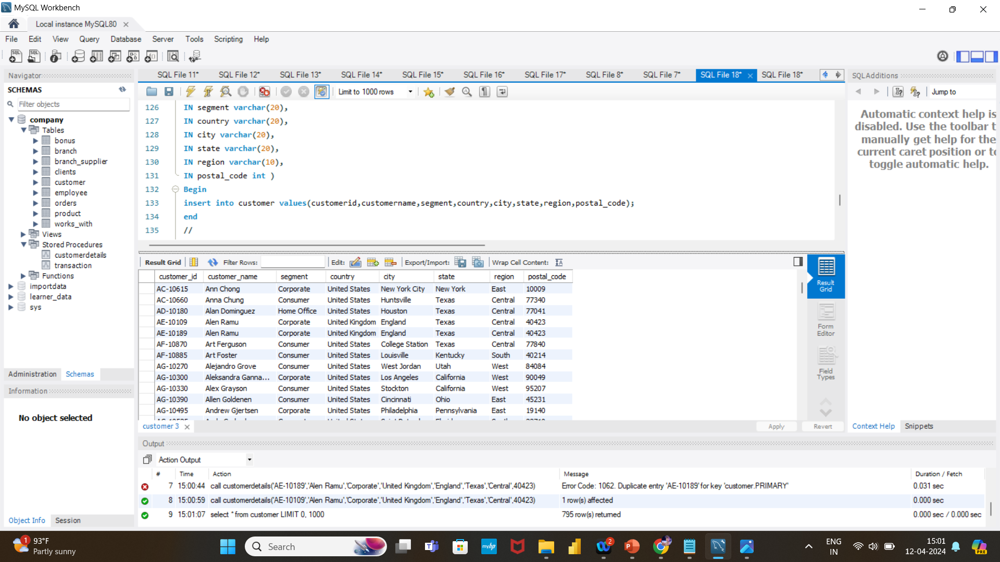 MySQL Workbench
Local instance MySQL80
File Edit View Query Database Server Tools Scripting Help
Navigator
SCHEMAS
Filter objects
company
Tables
bonus
branch
branch_supplier
clients
customer
employee
orders
product
works_with
Views
Stored Procedures
customerdetails
transaction
Functions
importdata
learner_data
sys
Administration Schemas
Information
No object selected
Object Info Session
SQL File 11* SQL File 12* SQL File 13* SQL File 14* SQL File 15* SQL File 16* SQL File 17* SQL File 8* SQL File 7* SQL File 18* SQL File 18*
Limit to 1000 rows
126 IN segment varchar(20),
127 IN country varchar(20),
128 IN city varchar(20),
129 IN state varchar(20),
130 IN region varchar(10),
131 IN postal_code int )
132 Begin
133 insert into customer values(customerid,customername,segment,country,city,state,region,postal_code);
134 end
135 //
Result Grid Filter Rows: Edit: Export/Import: Wrap Cell Content:
customer_id customer_name segment country city state region postal_code
AC-10615 Ann Chong Corporate United States New York City New York East 10009
AC-10660 Anna Chung Consumer United States Huntsville Texas Central 77340
AD-10180 Alan Dominguez Home Office United States Houston Texas Central 77041
AE-10109 Alen Ramu Corporate United Kingdom England Texas Central 40423
AE-10189 Alen Ramu Corporate United Kingdom England Texas Central 40423
AF-10870 Art Ferguson Consumer United States College Station Texas Central 77840
AF-10885 Art Foster Consumer United States Louisville Kentucky South 40214
AG-10270 Alejandro Grove Consumer United States West Jordan Utah West 84084
AG-10300 Aleksandra Ganna... Corporate United States Los Angeles California West 90049
AG-10330 Alex Grayson Consumer United States Stockton California West 95207
AG-10390 Allen Goldenen Consumer United States Cincinnati Ohio East 45231
AG-10495 Andrew Gjertsen Corporate United States Philadelphia Pennsylvania East 19140
Result
Grid
Form
Editor
Field
Types
customer 3 Apply Revert
SQLAdditions
Jump to
Automatic context help is
disabled. Use the toolbar t
manually get help for the
current caret position or to
toggle automatic help.
Context Help Snippets
Output
Action Output
# Time Action Message Duration / Fetch
7 15:00:44 call customerdetails('AE-10189','Alen Ramu','Corporate','United Kingdom','England','Texas','Central',40423) Error Code: 1062. Duplicate entry 'AE-10189' for key 'customer.PRIMARY' 0.031 sec
8 15:00:59 call customerdetails('AE-10109','Alen Ramu','Corporate','United Kingdom','England','Texas','Central',40423) 1 row(s) affected 0.000 sec
9 15:01:07 select * from customer LIMIT 0, 1000 795 row(s) returned 0.000 sec / 0.000 sec
1
93°F
Partly sunny
Search
myhp
2
ENG
IN
15:01
12-04-2024
PRE